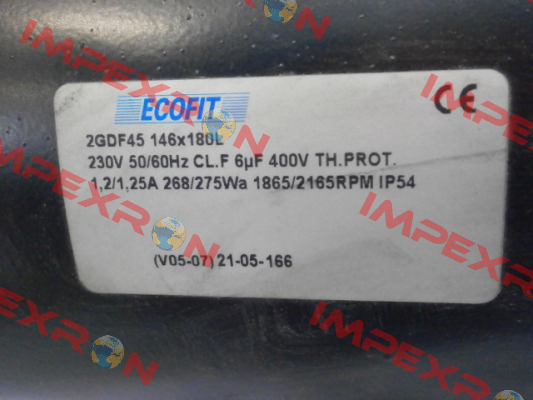 ECOFIT
CE
2GDF45 146x180L
230V 50/60Hz CL.F 6µF 400V TH.PROT.
1,2/1,25A 268/275Wa 1865/2165RPM IP54
(V05-07) 21-05-166
IMPEXRON
IMPEXRON
IMPEXRON
IMPEXRON